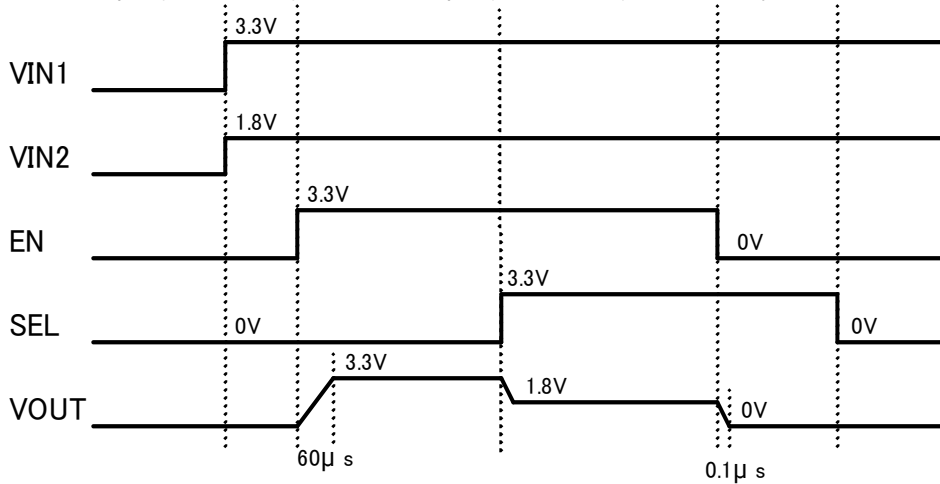 3.3V
VIN1
1.8V
VIN2
3.3V
EN
0V
3.3V
SEL
0V
0V
3.3V
1.8V
VOUT
0V
60μ s
0.1μ s